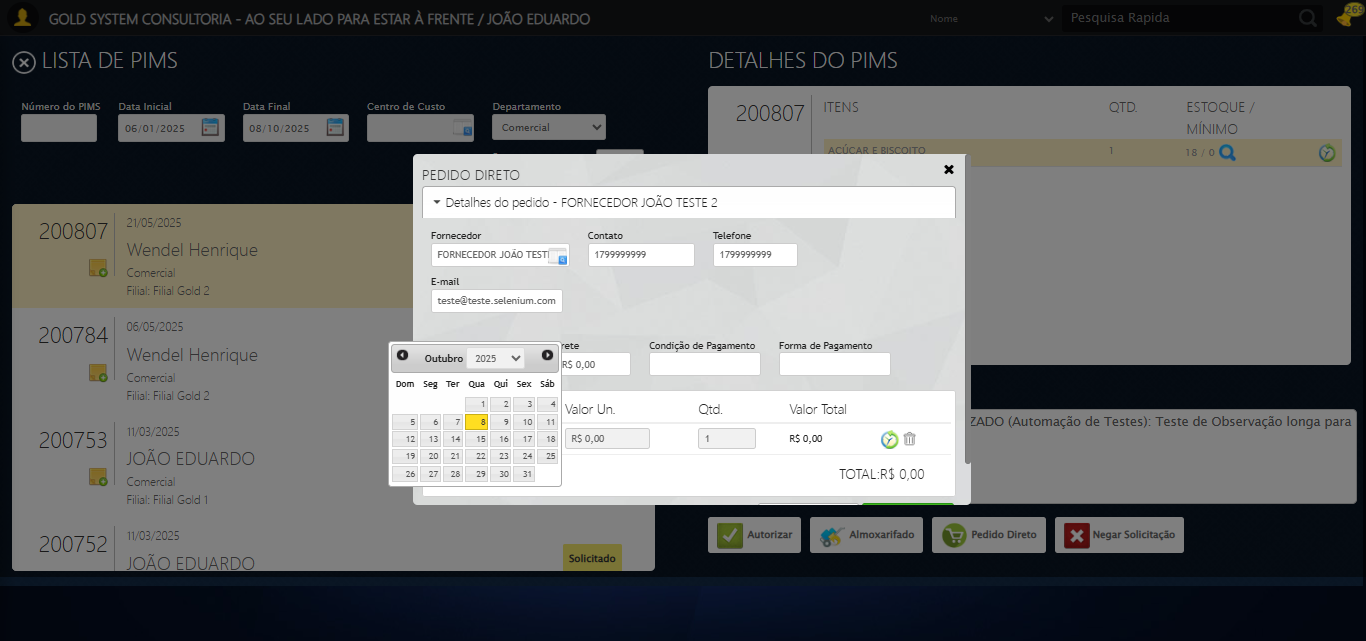 GOLD SYSTEM CONSULTORIA - AO SEU LADO PARA ESTAR À FRENTE / JOÃO EDUARDO
Nome
Pesquisa Rapida
269
LISTA DE PIMS
Número do PIMS
Data Inicial
Data Final
Centro de Custo
Departamento
06/01/2025
08/10/2025
Comercial
200807
21/05/2025
Wendel Henrique
Comercial
Filial: Filial Gold 2
200784
06/05/2025
Wendel Henrique
Comercial
Filial: Filial Gold 2
200753
11/03/2025
JOÃO EDUARDO
Comercial
Filial: Filial Gold 1
200752
11/03/2025
JOÃO EDUARDO
Solicitado
DETALHES DO PIMS
200807
ITENS
QTD.
ESTOQUE /
MÍNIMO
AÇÚCAR E BISCOITO
1
18 / 0
PEDIDO DIRETO
Detalhes do pedido - FORNECEDOR JOÃO TESTE 2
Fornecedor
Contato
Telefone
FORNECEDOR JOÃO TEST
1799999999
1799999999
E-mail
teste@teste.selenium.com
rete
Condição de Pagamento
Forma de Pagamento
R$ 0,00
Outubro
2025
Dom Seg Ter Qua Qui Sex Sáb
1 2 3 4
5 6 7 8 9 10 11
12 13 14 15 16 17 18
19 20 21 22 23 24 25
26 27 28 29 30 31
Valor Un.
Qtd.
Valor Total
R$ 0,00
1
R$ 0,00
TOTAL:R$ 0,00
ZADO (Automação de Testes): Teste de Observação longa para
Autorizar
Almoxarifado
Pedido Direto
Negar Solicitação